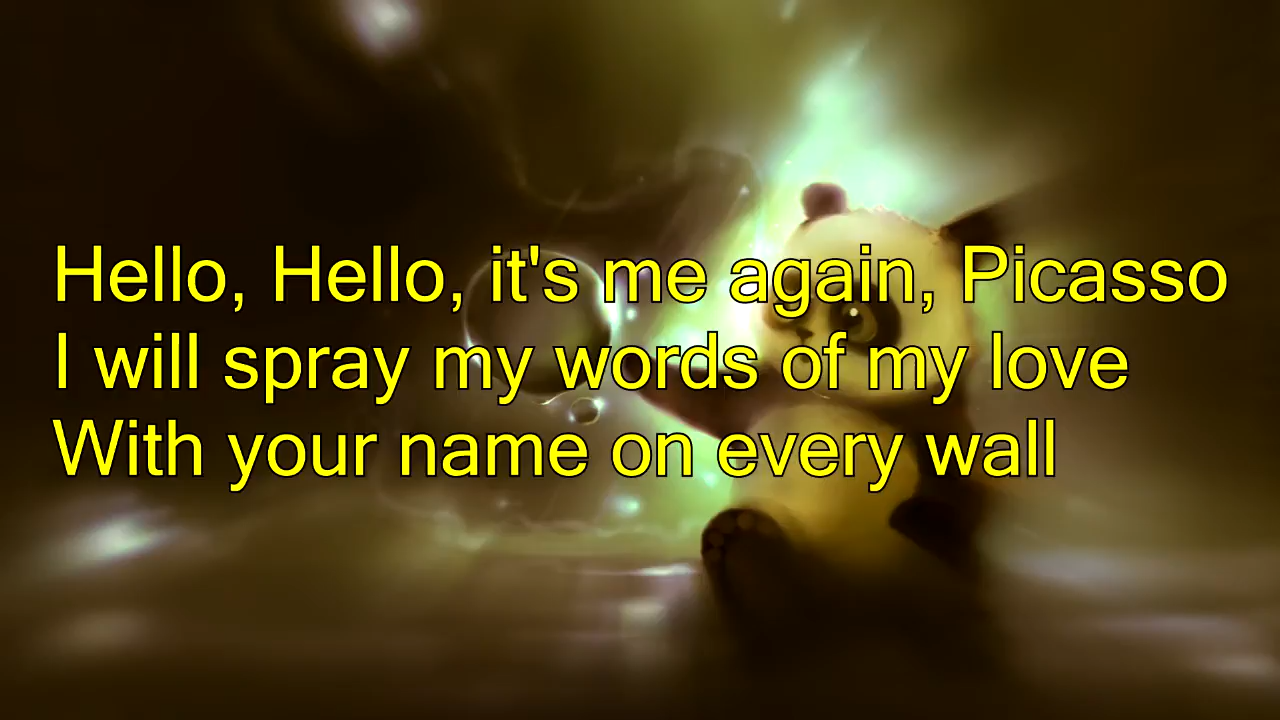 Hello, Hello, it's me again, Picasso
I will spray my words of my love
With your name on every wall